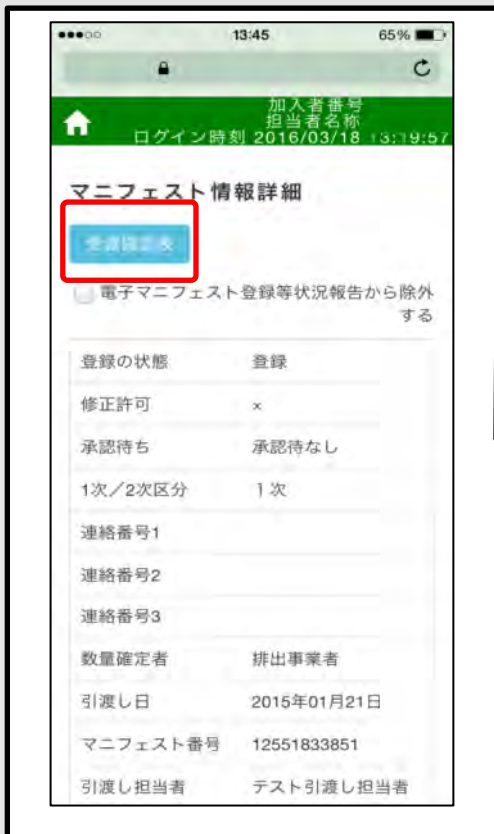 13:45
65%
加入者番号
担当者名称
ログイン時刻 2016/03/18 13:19:57
マニフェスト情報詳細
受渡確認票
電子マニフェスト登録等状況報告から除外
する
登録の状態 登録
修正許可 ×
承認待ち 承認待なし
1次／2次区分 1次
連絡番号1
連絡番号2
連絡番号3
数量確定者 排出事業者
引渡し日 2015年01月21日
マニフェスト番号 12551833851
引渡し担当者 テスト引渡し担当者